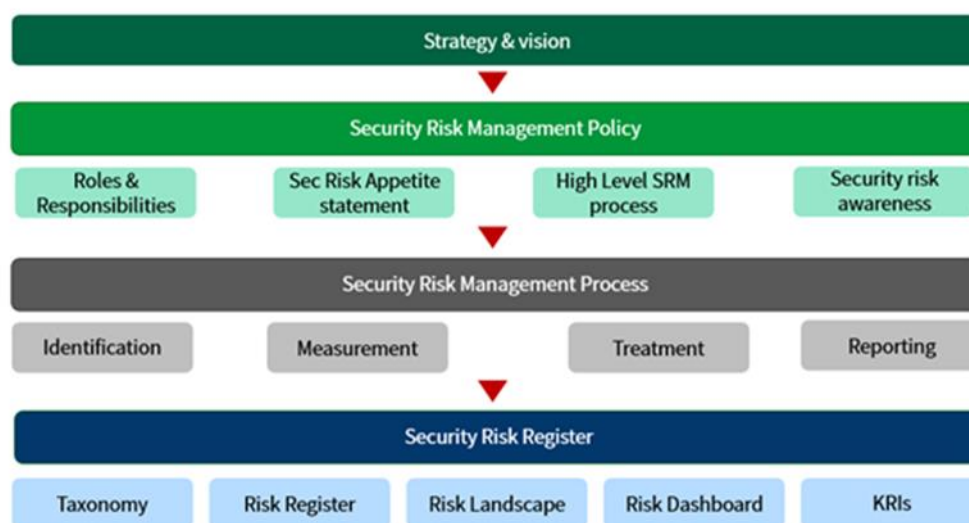 Strategy & vision
Security Risk Management Policy
Roles &
Responsibilities
Sec Risk Appetite
statement
High Level SRM
process
Security risk
awareness
Security Risk Management Process
Identification
Measurement
Treatment
Reporting
Security Risk Register
Taxonomy
Risk Register
Risk Landscape
Risk Dashboard
KRIs